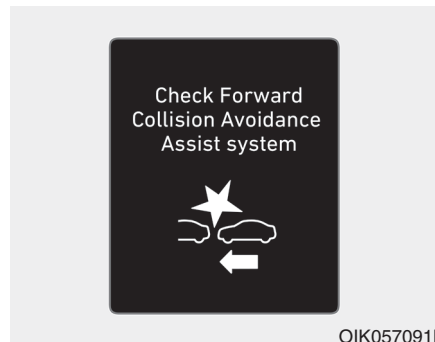 Check Forward
Collision Avoidance
Assist system
OIK057091L